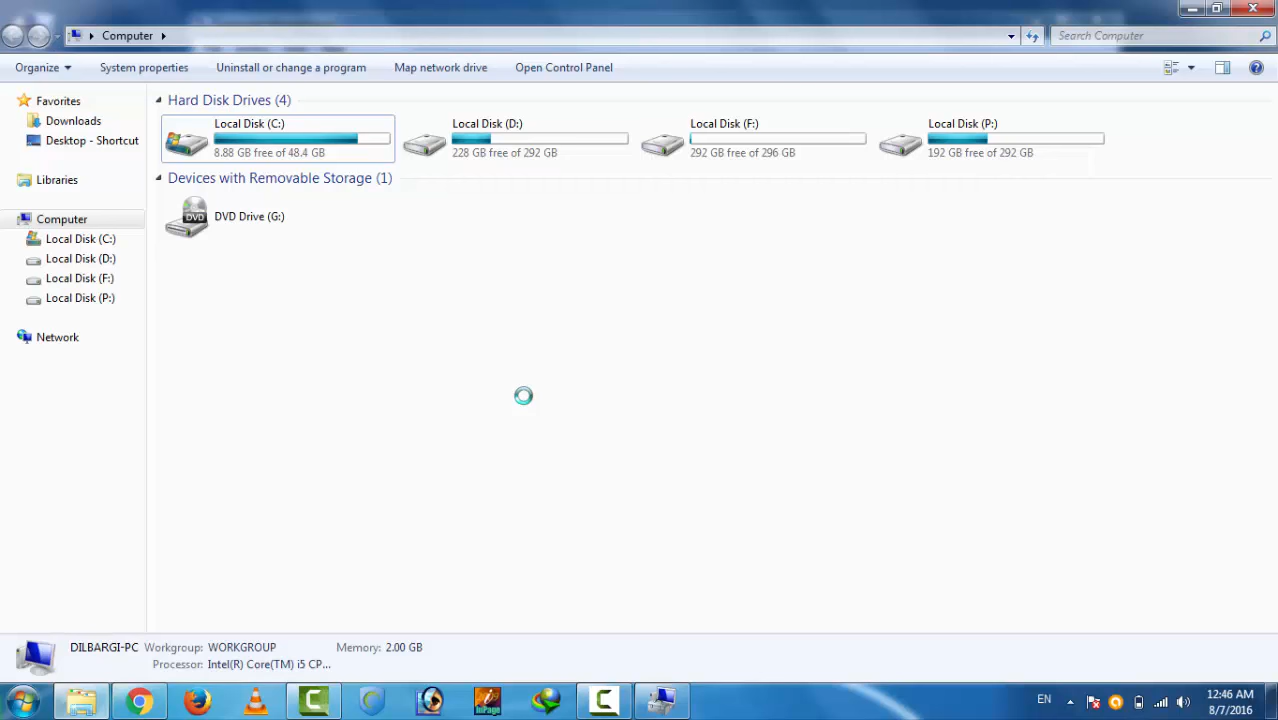 Computer
Search Computer
Organize
System properties
Uninstall or change a program
Map network drive
Open Control Panel
Favorites
Downloads
Desktop - Shortcut
Libraries
Computer
Local Disk (C:)
Local Disk (D:)
Local Disk (F:)
Local Disk (P:)
Network
Hard Disk Drives (4)
Local Disk (C:)
8.88 GB free of 48.4 GB
Local Disk (D:)
228 GB free of 292 GB
Local Disk (F:)
292 GB free of 296 GB
Local Disk (P:)
192 GB free of 292 GB
Devices with Removable Storage (1)
DVD
DVD Drive (G:)
DILBARGI-PC Workgroup: WORKGROUP Memory: 2.00 GB
Processor: Intel(R) Core(TM) i5 CP...
InPage
EN
12:46 AM
8/7/2016